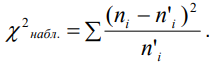 χ²набл. = ∑ (nᵢ − n'ᵢ)² / n'ᵢ .